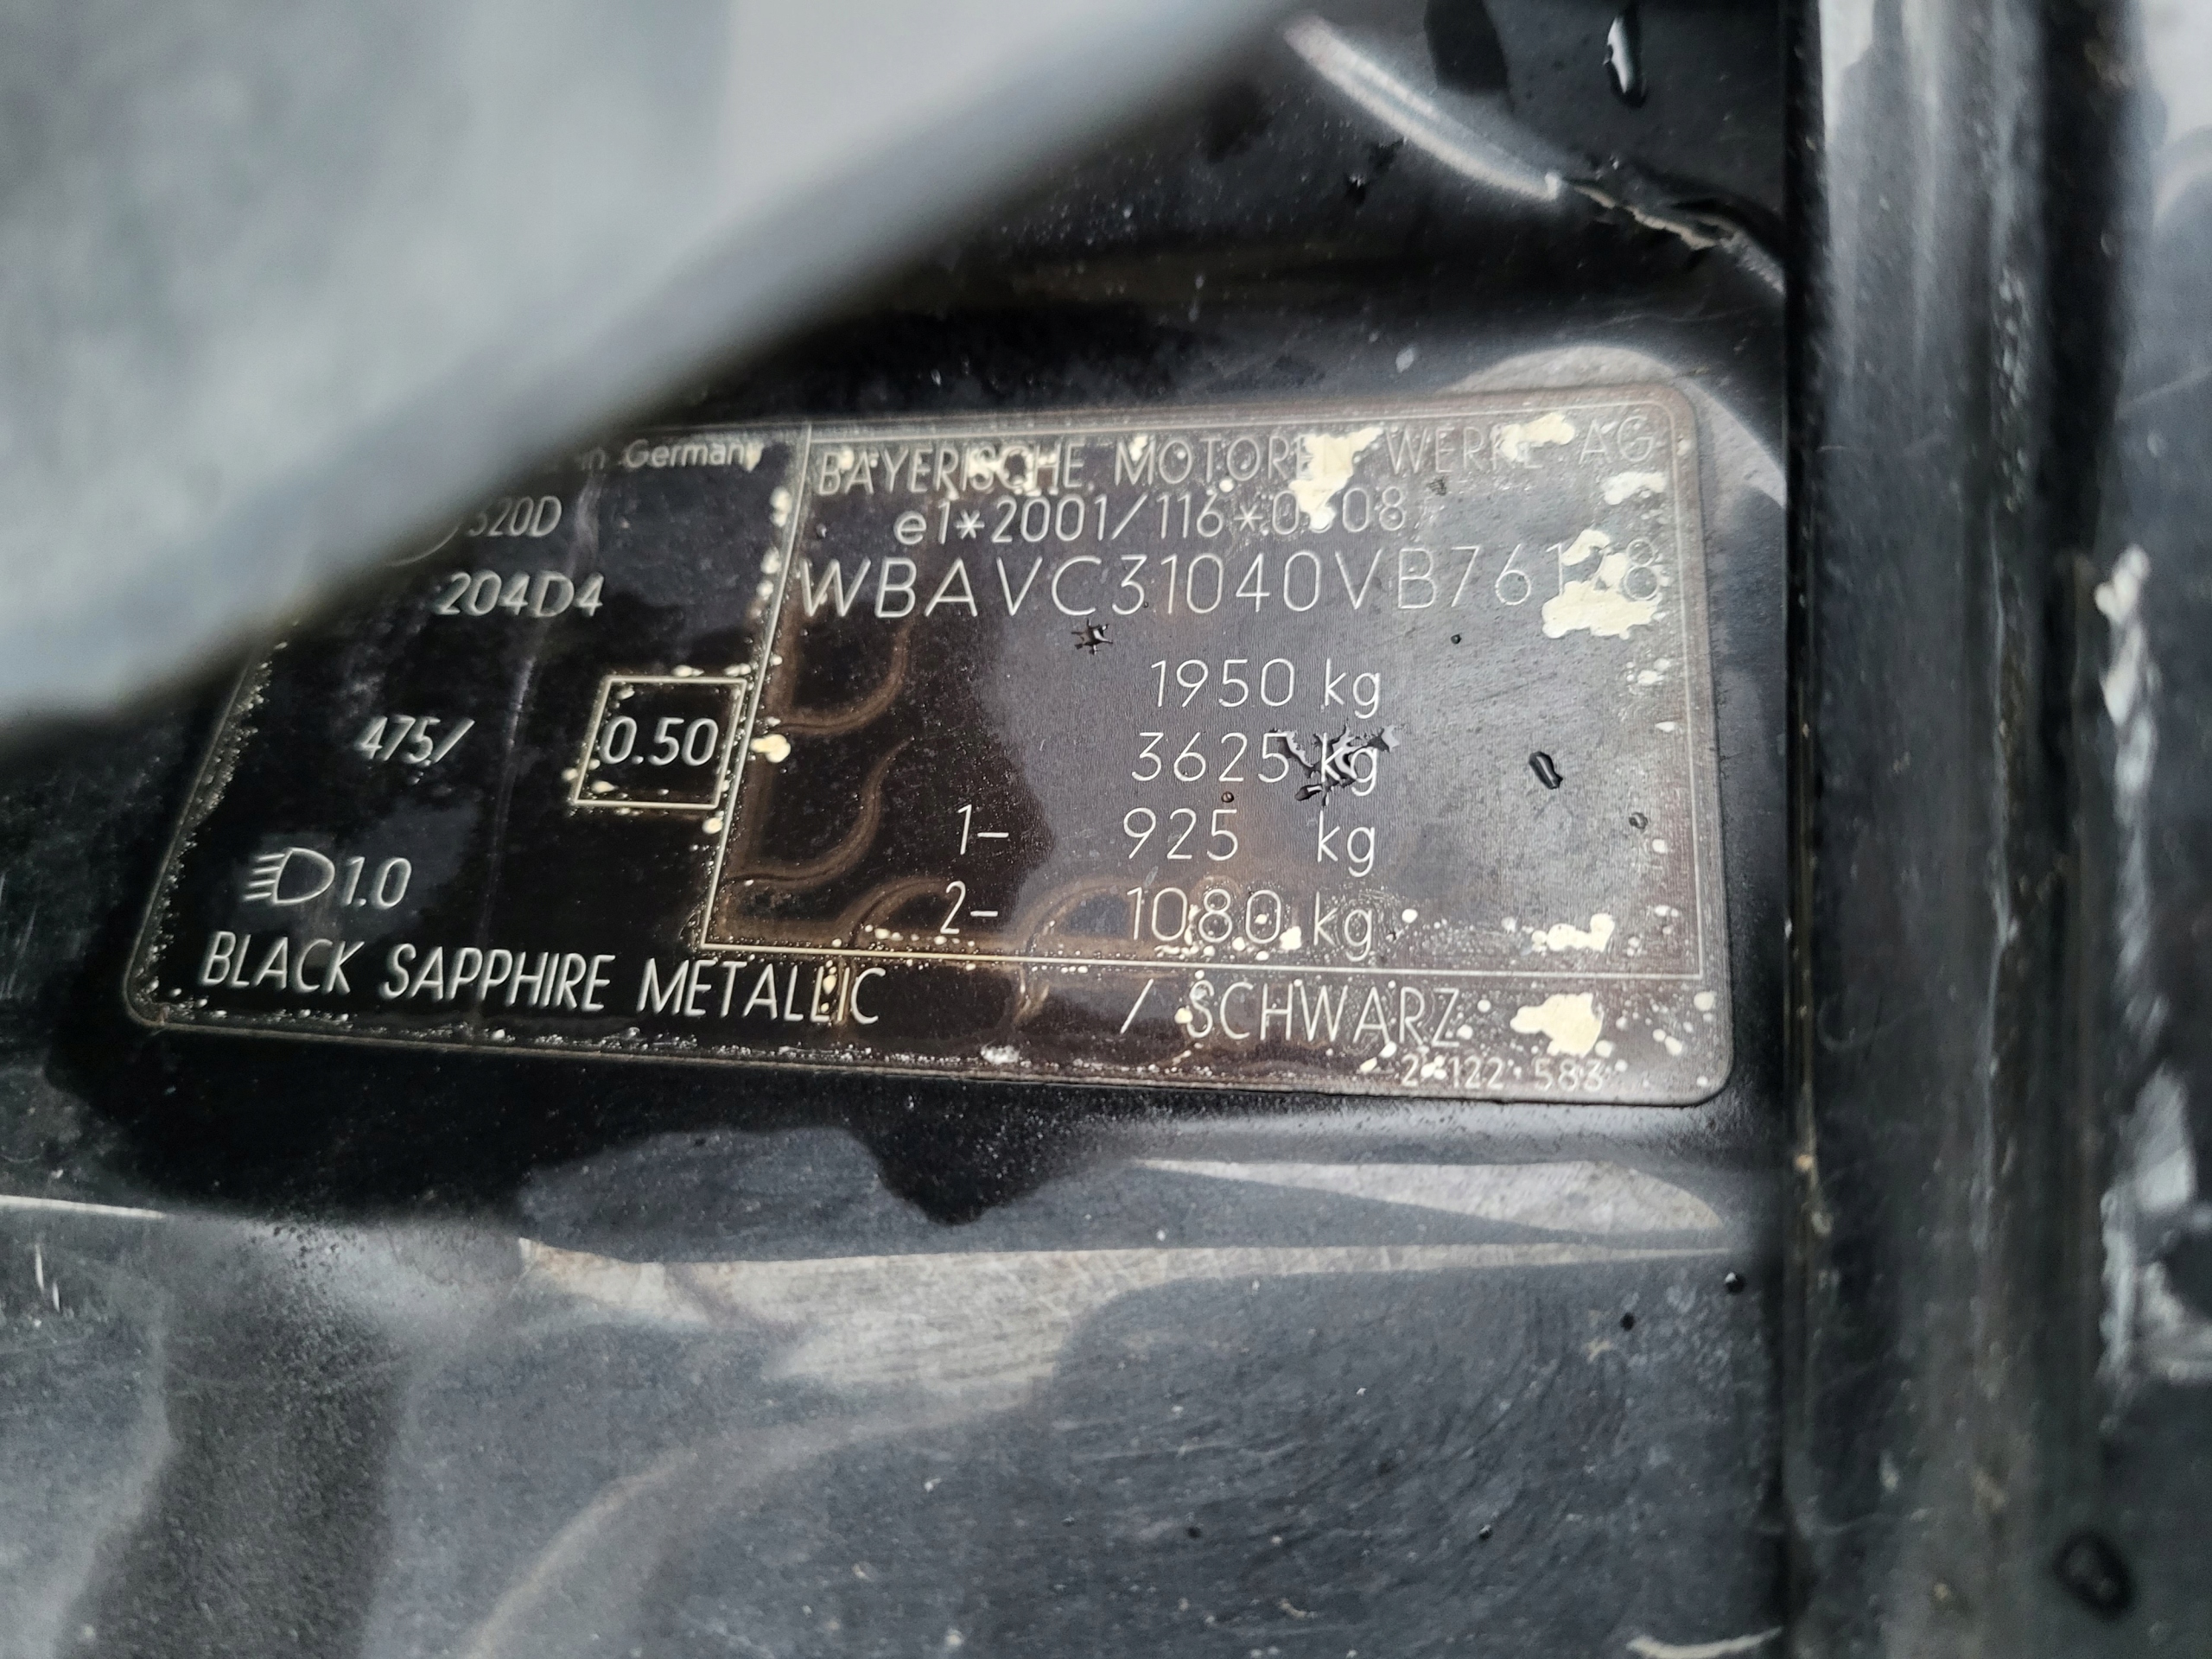 in Germany
BAYERISCHE MOTOREN WERKE AG
320D
e1*2001/116*0308
204D4
1950 kg
3625 kg
475/
0.50
1- 925 kg
2- 1080 kg
1.0
BLACK SAPPHIRE METALLIC / SCHWARZ